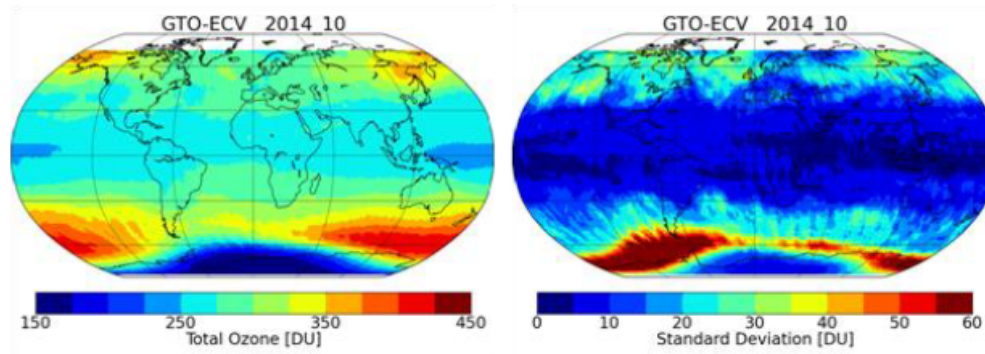 GTO-ECV 2014_10
150 250 350 450
Total Ozone [DU]
GTO-ECV 2014_10
0 10 20 30 40 50 60
Standard Deviation [DU]